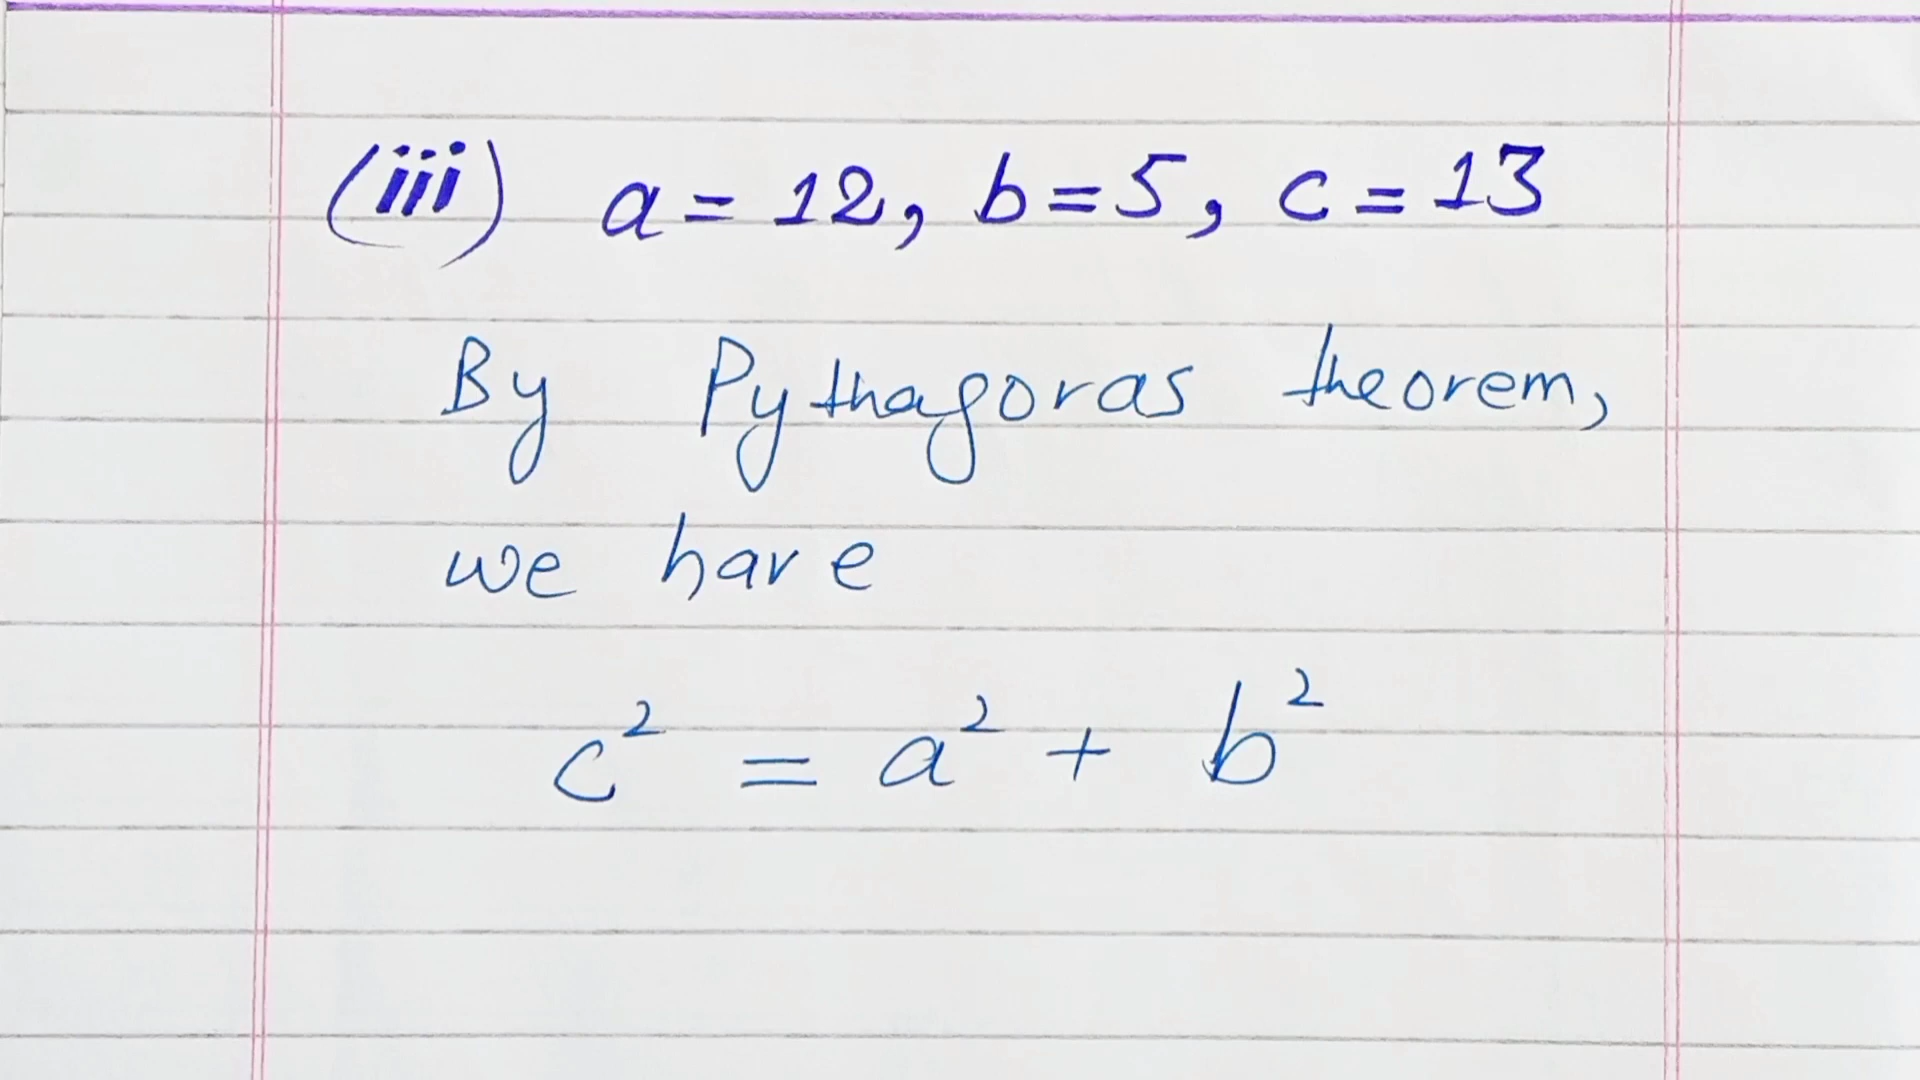 (iii) a = 12, b = 5, c = 13
By Pythagoras theorem,
we have
c² = a² + b²